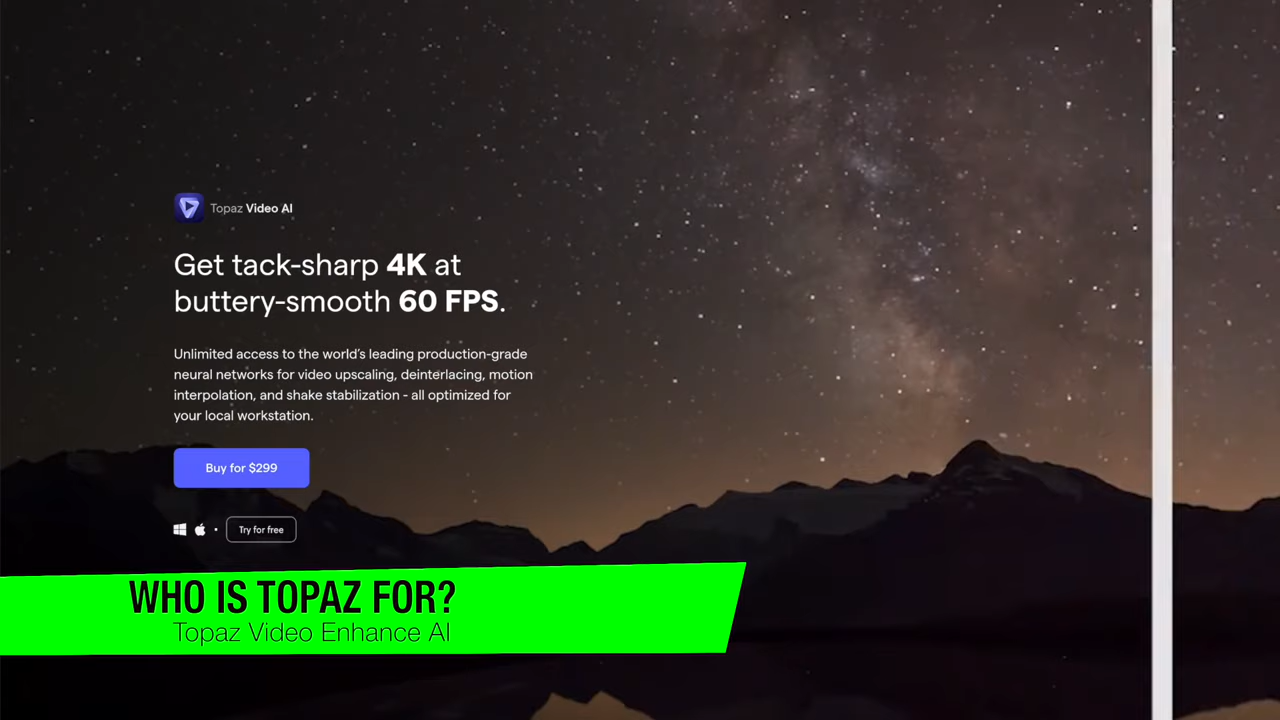 Topaz Video AI
Get tack-sharp 4K at
buttery-smooth 60 FPS.
Unlimited access to the world's leading production-grade
neural networks for video upscaling, deinterlacing, motion
interpolation, and shake stabilization - all optimized for
your local workstation.
Buy for $299
Try for free
WHO IS TOPAZ FOR?
Topaz Video Enhance AI